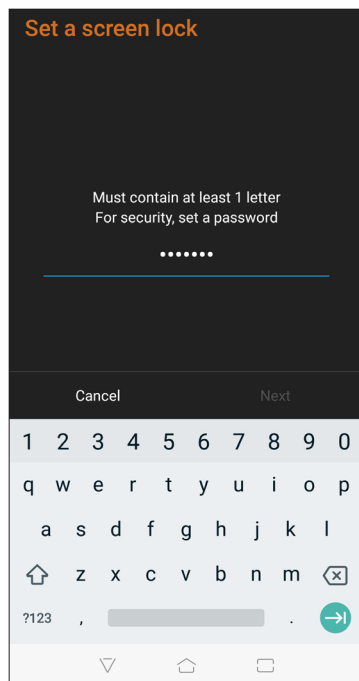 Set a screen lock
Must contain at least 1 letter
For security, set a password
•••••••
Cancel Next
1 2 3 4 5 6 7 8 9 0
q w e r t y u i o p
a s d f g h j k l
z x c v b n m
?123 , .